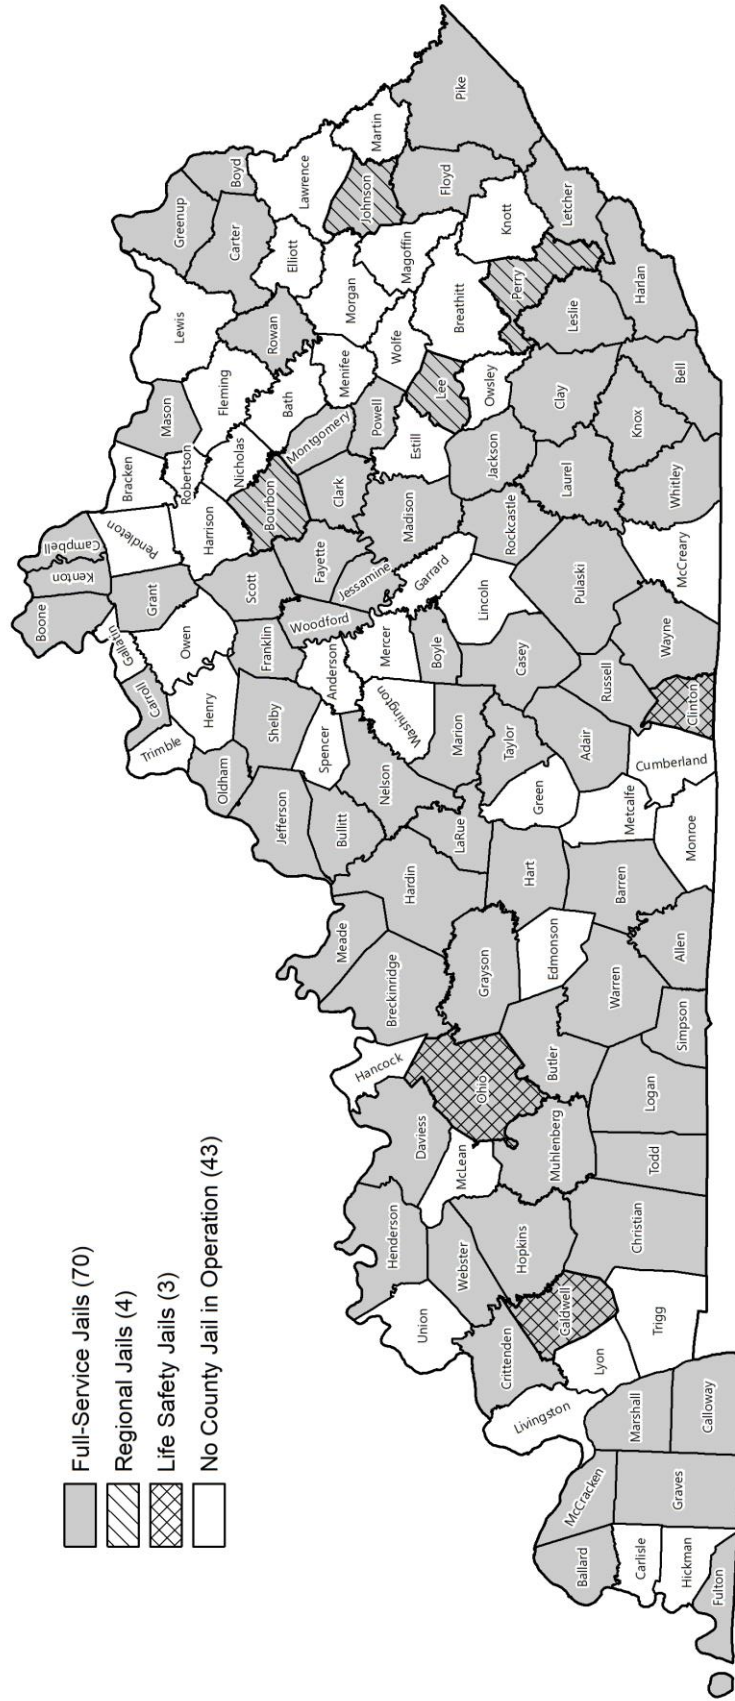 Full-Service Jails (70)
Regional Jails (4)
Life Safety Jails (3)
No County Jail in Operation (43)
Boone
Kenton
Campbell
Gallatin
Grant
Pendleton
Bracken
Carroll
Trimble
Owen
Harrison
Robertson
Mason
Lewis
Greenup
Oldham
Henry
Scott
Nicholas
Fleming
Rowan
Carter
Boyd
Jefferson
Shelby
Franklin
Bourbon
Bath
Elliott
Lawrence
Bullitt
Spencer
Anderson
Woodford
Fayette
Clark
Montgomery
Menifee
Morgan
Johnson
Martin
Meade
Hardin
Nelson
Washington
Mercer
Jessamine
Madison
Powell
Wolfe
Magoffin
Floyd
Pike
Breckinridge
Hancock
Daviess
Henderson
Union
Webster
McLean
Ohio
Grayson
LaRue
Marion
Boyle
Garrard
Estill
Lee
Breathitt
Knott
Letcher
Lincoln
Rockcastle
Jackson
Owsley
Perry
Leslie
Harlan
Crittenden
Hopkins
Muhlenberg
Butler
Edmonson
Hart
Green
Taylor
Casey
Pulaski
Laurel
Clay
Knox
Bell
Livingston
Lyon
Caldwell
Christian
Todd
Logan
Warren
Simpson
Allen
Barren
Metcalfe
Monroe
Adair
Cumberland
Russell
Clinton
Wayne
McCreary
Whitley
Ballard
McCracken
Marshall
Trigg
Carlisle
Hickman
Graves
Calloway
Fulton